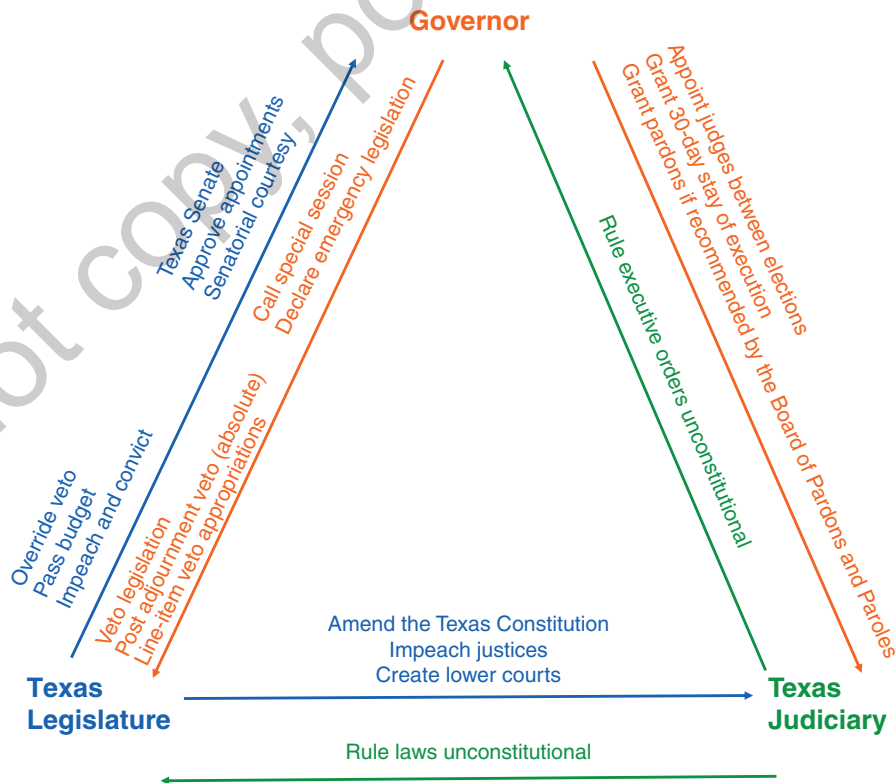 Governor
Texas Senate
Approve appointments
Senatorial courtesy
Call special session
Declare emergency legislation
Appoint judges between elections
Grant 30-day stay of execution
Grant pardons if recommended by the Board of Pardons and Paroles
Rule executive orders unconstitutional
Override veto
Pass budget
Impeach and convict
Veto legislation
Post adjournment veto (absolute)
Line-item veto appropriations
Amend the Texas Constitution
Impeach justices
Create lower courts
Texas
Legislature
Texas
Judiciary
Rule laws unconstitutional
ot copy, po